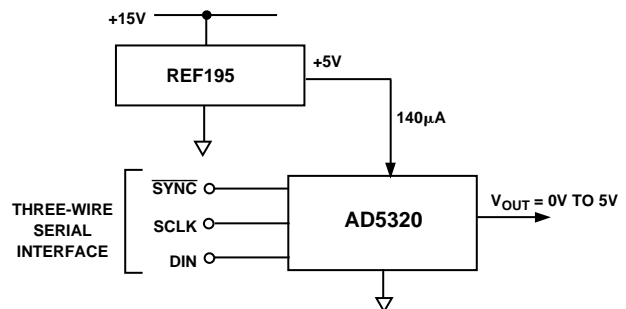 +15V
REF195
+5V
140µA
THREE-WIRE
SERIAL
INTERFACE
SYNC
SCLK
DIN
AD5320
VOUT = 0V TO 5V